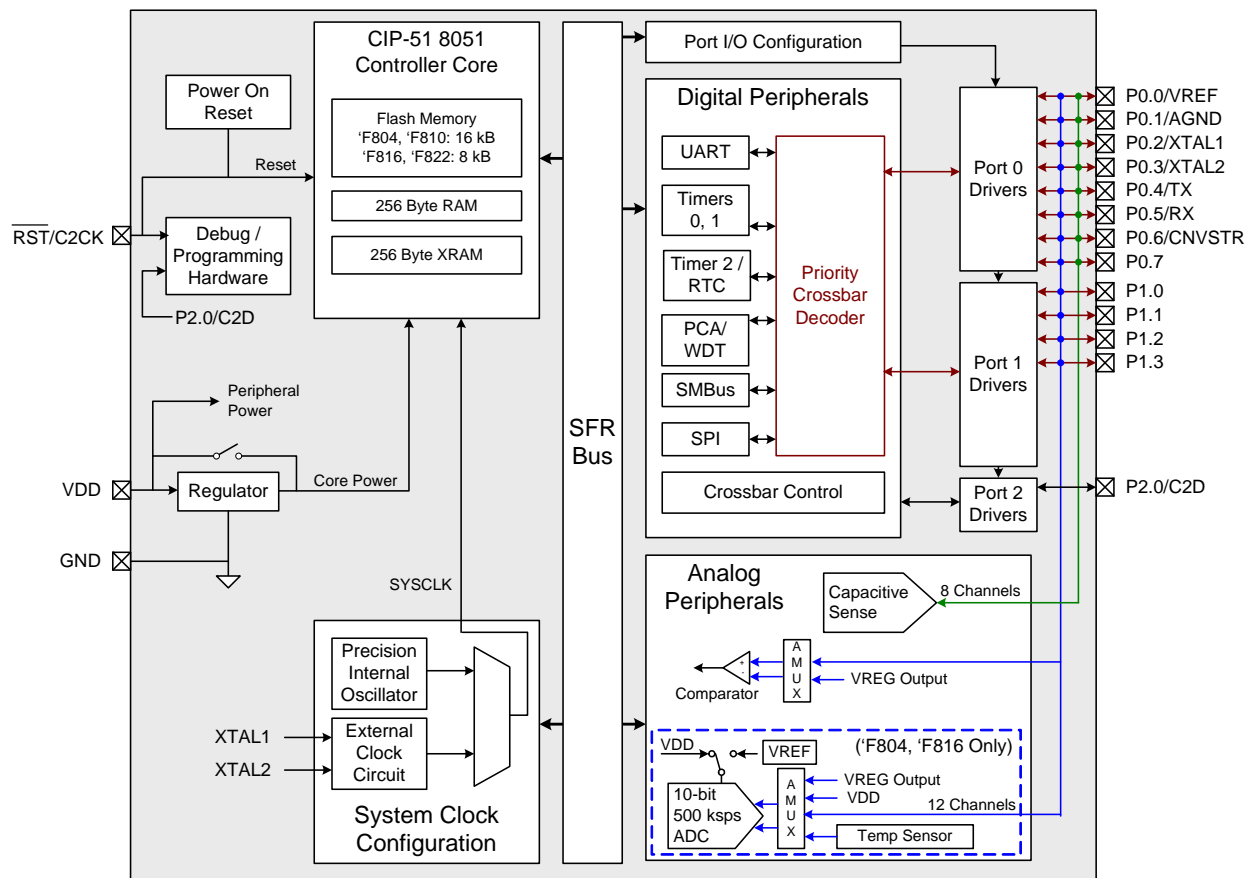 CIP-51 8051
Controller Core
Flash Memory
‘F804, ‘F810: 16 kB
‘F816, ‘F822: 8 kB
256 Byte RAM
256 Byte XRAM
Power On
Reset
Reset
RST/C2CK
Debug /
Programming
Hardware
P2.0/C2D
Peripheral
Power
VDD
Regulator
Core Power
GND
SYSCLK
Precision
Internal
Oscillator
XTAL1
XTAL2
External
Clock
Circuit
System Clock
Configuration
SFR
Bus
Port I/O Configuration
Digital Peripherals
UART
Timers
0, 1
Timer 2 /
RTC
PCA/
WDT
SMBus
SPI
Priority
Crossbar
Decoder
Crossbar Control
Port 0
Drivers
Port 1
Drivers
Port 2
Drivers
P0.0/VREF
P0.1/AGND
P0.2/XTAL1
P0.3/XTAL2
P0.4/TX
P0.5/RX
P0.6/CNVSTR
P0.7
P1.0
P1.1
P1.2
P1.3
P2.0/C2D
Analog
Peripherals
Capacitive
Sense
8 Channels
+
-
Comparator
A
M
U
X
VREG Output
(‘F804, ‘F816 Only)
VDD
VREF
10-bit
500 ksps
ADC
A
M
U
X
VREG Output
VDD
12 Channels
Temp Sensor